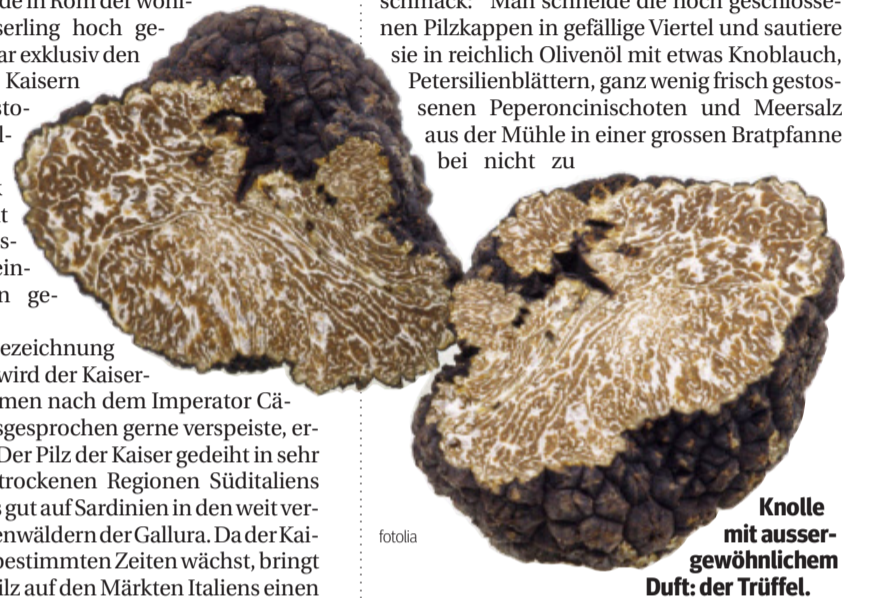 de in Rom der wohl-
serling hoch ge-
ar exklusiv den
Kaisern
sto-
l-
k
t
s-
ein-
n ge-
ezeichnung
wird der Kaiser-
men nach dem Imperator Cä-
sgesprochen gerne verspeiste, er-
Der Pilz der Kaiser gedeiht in sehr
trockenen Regionen Süditaliens
s gut auf Sardinien in den weit ver-
enwäldern der Gallura. Da der Kai-
bestimmten Zeiten wächst, bringt
ilz auf den Märkten Italiens einen
schmack: "Man schneide die noch geschlosse-
nen Pilzkappen in gefällige Viertel und sautiere
sie in reichlich Olivenöl mit etwas Knoblauch,
Petersilienblättern, ganz wenig frisch gestos-
senen Peperoncinischoten und Meersalz
aus der Mühle in einer grossen Bratpfanne
bei nicht zu
fotolia
Knolle
mit ausser-
gewöhnlichem
Duft: der Trüffel.